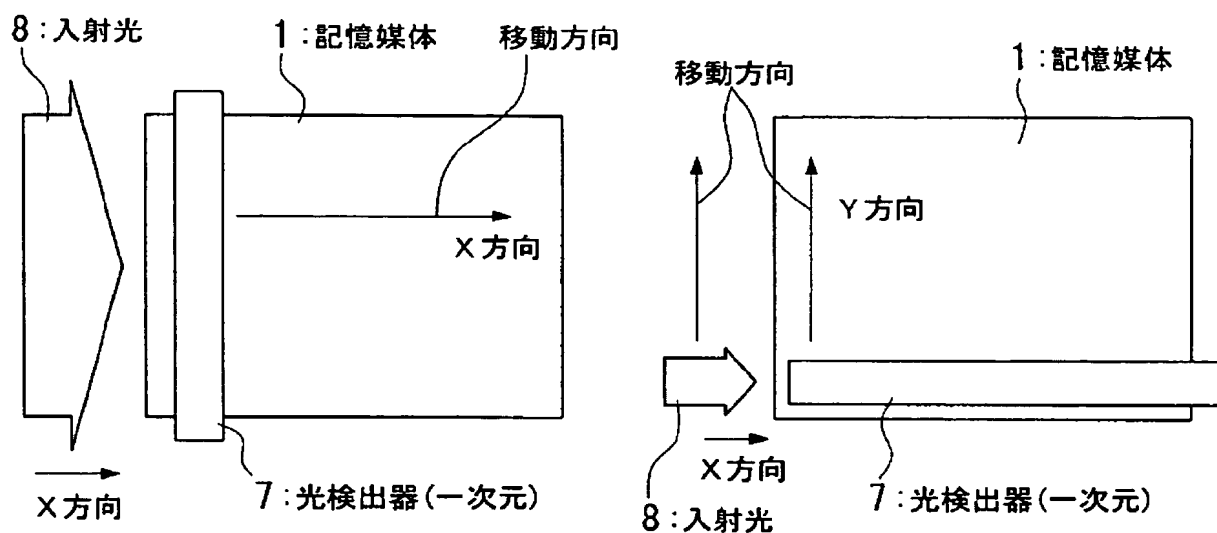 8：入射光
1：記憶媒体
移動方向
X方向
X方向
7：光検出器(一次元)
移動方向
1：記憶媒体
Y方向
X方向
8：入射光
7：光検出器(一次元)